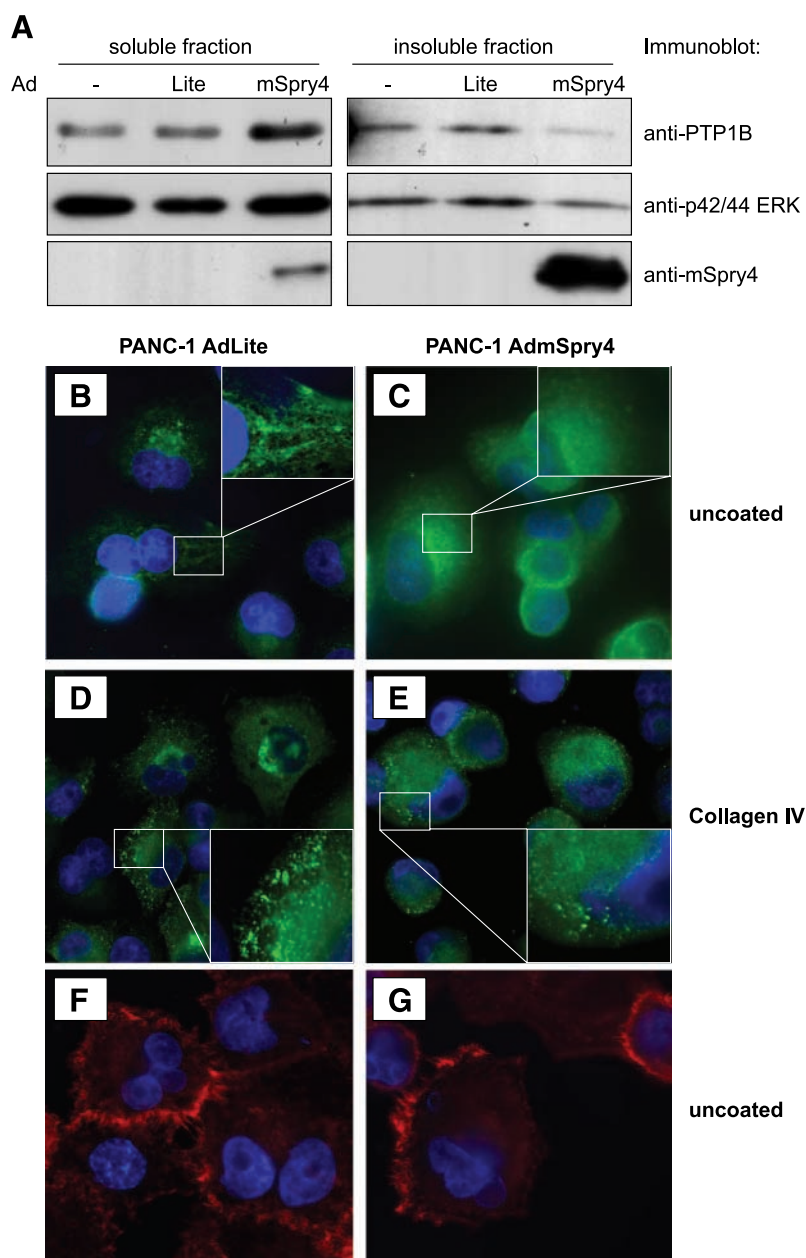 A
soluble fraction insoluble fraction Immunoblot:
Ad - Lite mSpry4 - Lite mSpry4
anti-PTP1B
anti-p42/44 ERK
anti-mSpry4
PANC-1 AdLite PANC-1 AdmSpry4
B C
uncoated
D E
Collagen IV
F G
uncoated